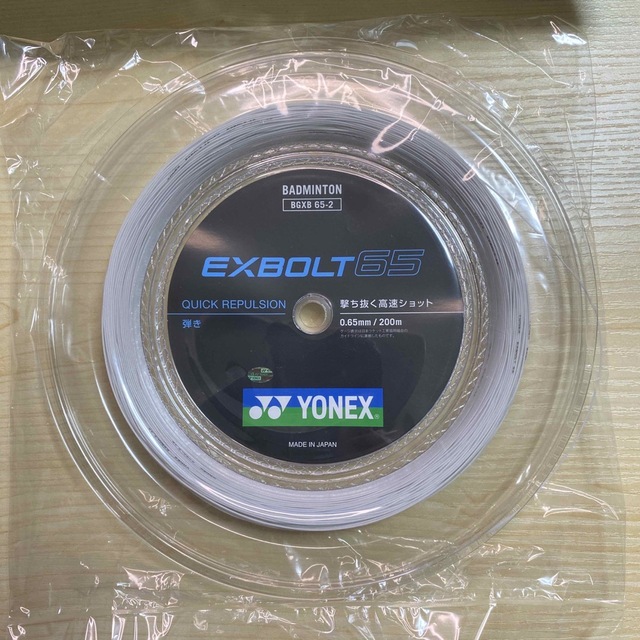 BADMINTON
BGXB 65-2
EXBOLT65
QUICK REPULSION
弾き
撃ち抜く高速ショット
0.65mm / 200m
YONEX
MADE IN JAPAN